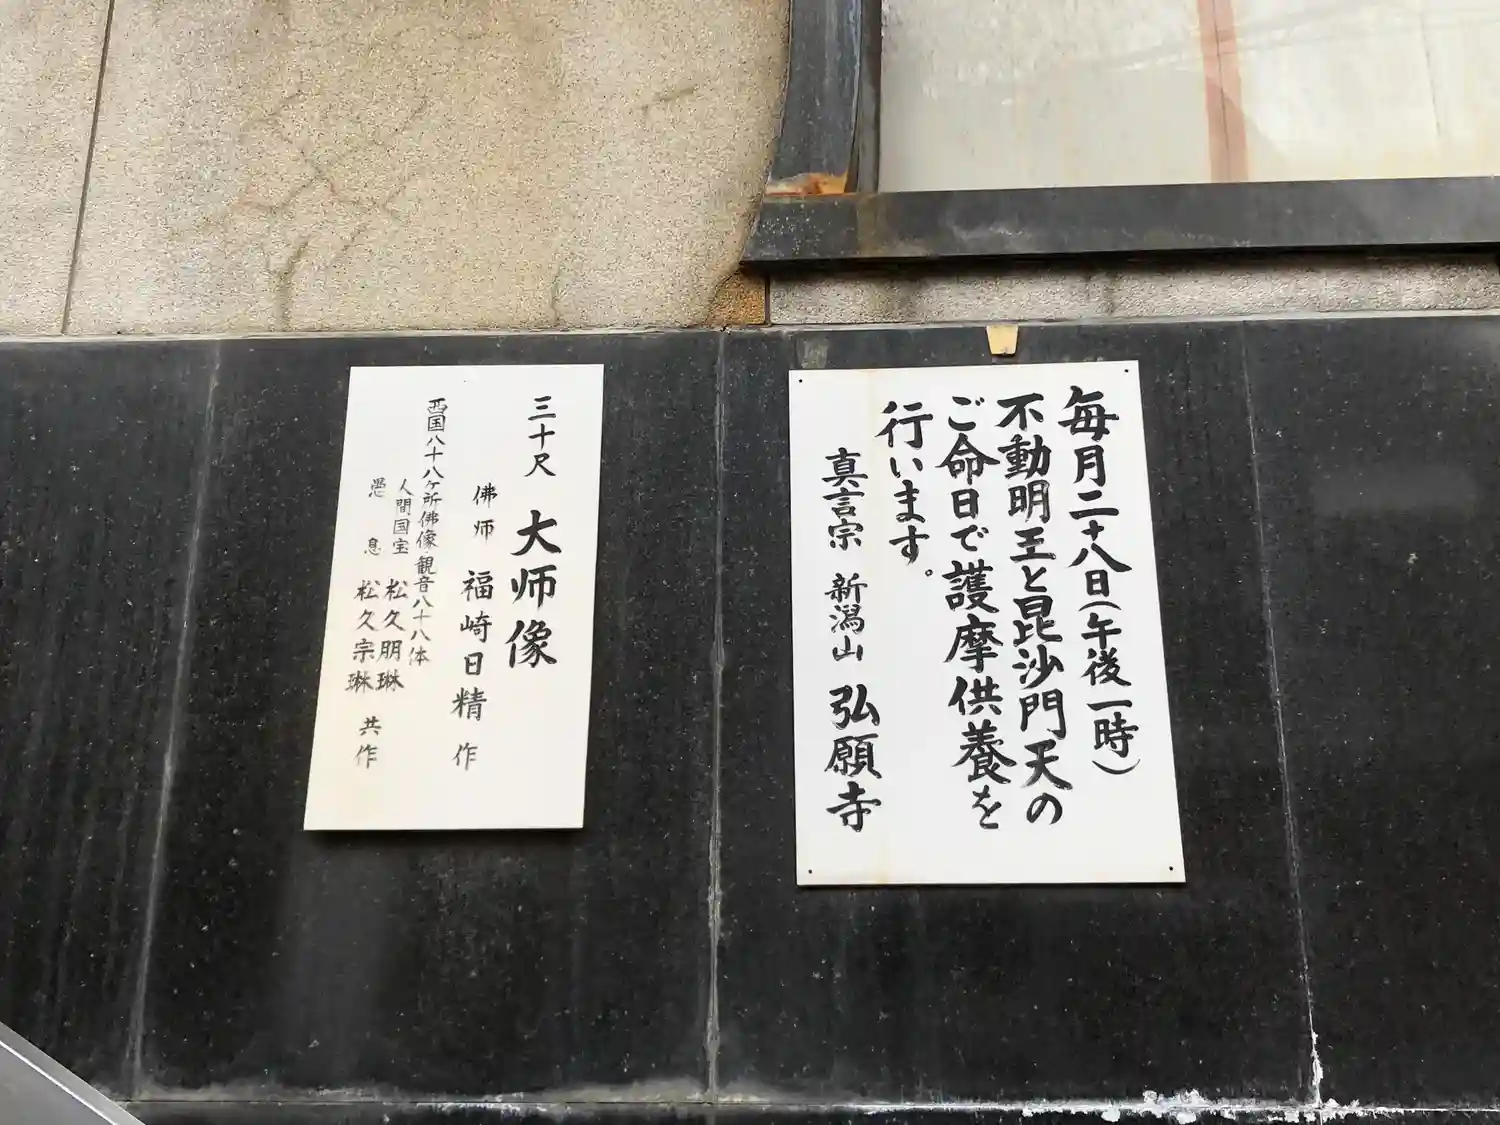 毎月二十八日(午後一時)
不動明王と毘沙門天の
ご命日で護摩供養を
行います。
真言宗 新潟山 弘願寺
三十尺 大师像
佛师 福崎日精 作
西国八十八ヶ所佛像観音八十八体
人間国宝 松久朋琳
愚息 松久宗琳 共作